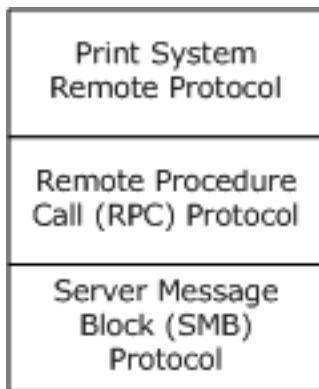 Print System
Remote Protocol
Remote Procedure
Call (RPC) Protocol
Server Message
Block (SMB)
Protocol